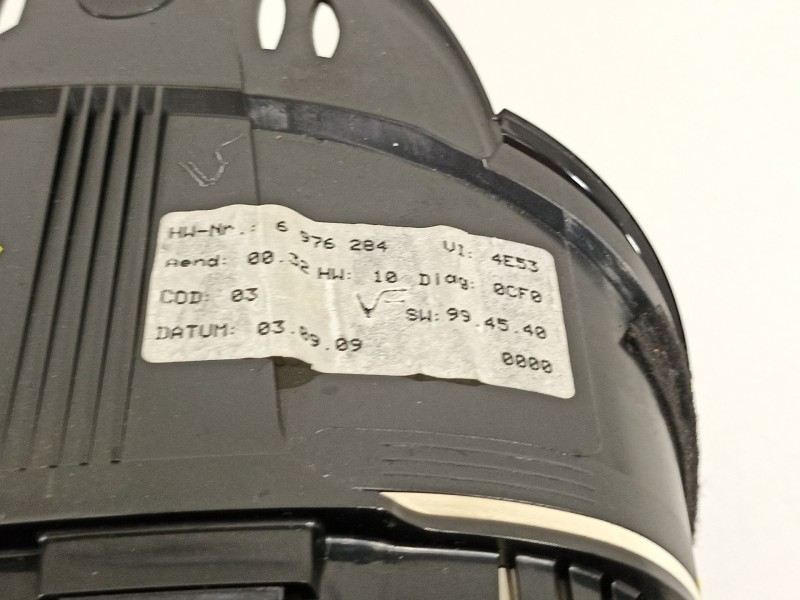 HW-Nr.: 6 976 284 VI: 4E53
Aend: 00.32 HW: 10 Diag: 0CF0
COD: 03 SW: 99.45.40
DATUM: 03.09.09 0000